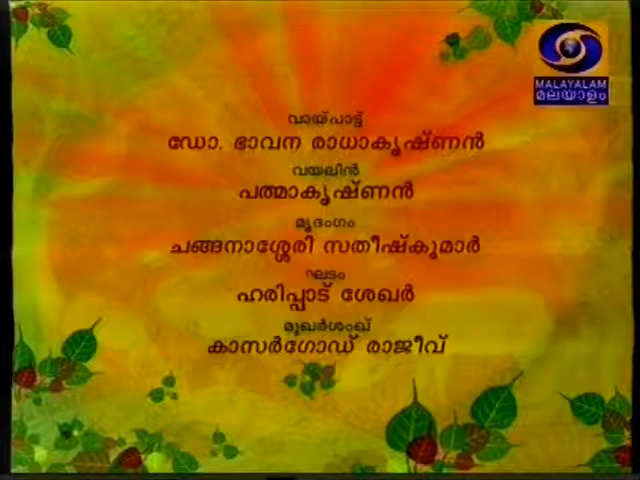 MALAYALAM
മലയാളം
വായ്പാട്ട്
ഡോ. ഭാവന രാധാകൃഷ്ണൻ
വയലിൻ
പത്മാകൃഷ്ണൻ
മൃദംഗം
ചങ്ങനാശ്ശേരി സതീഷ്കുമാർ
ഘടം
ഹരിപ്പാട് ശേഖർ
മുഖർശംഖ്
കാസർഗോഡ് രാജീവ്